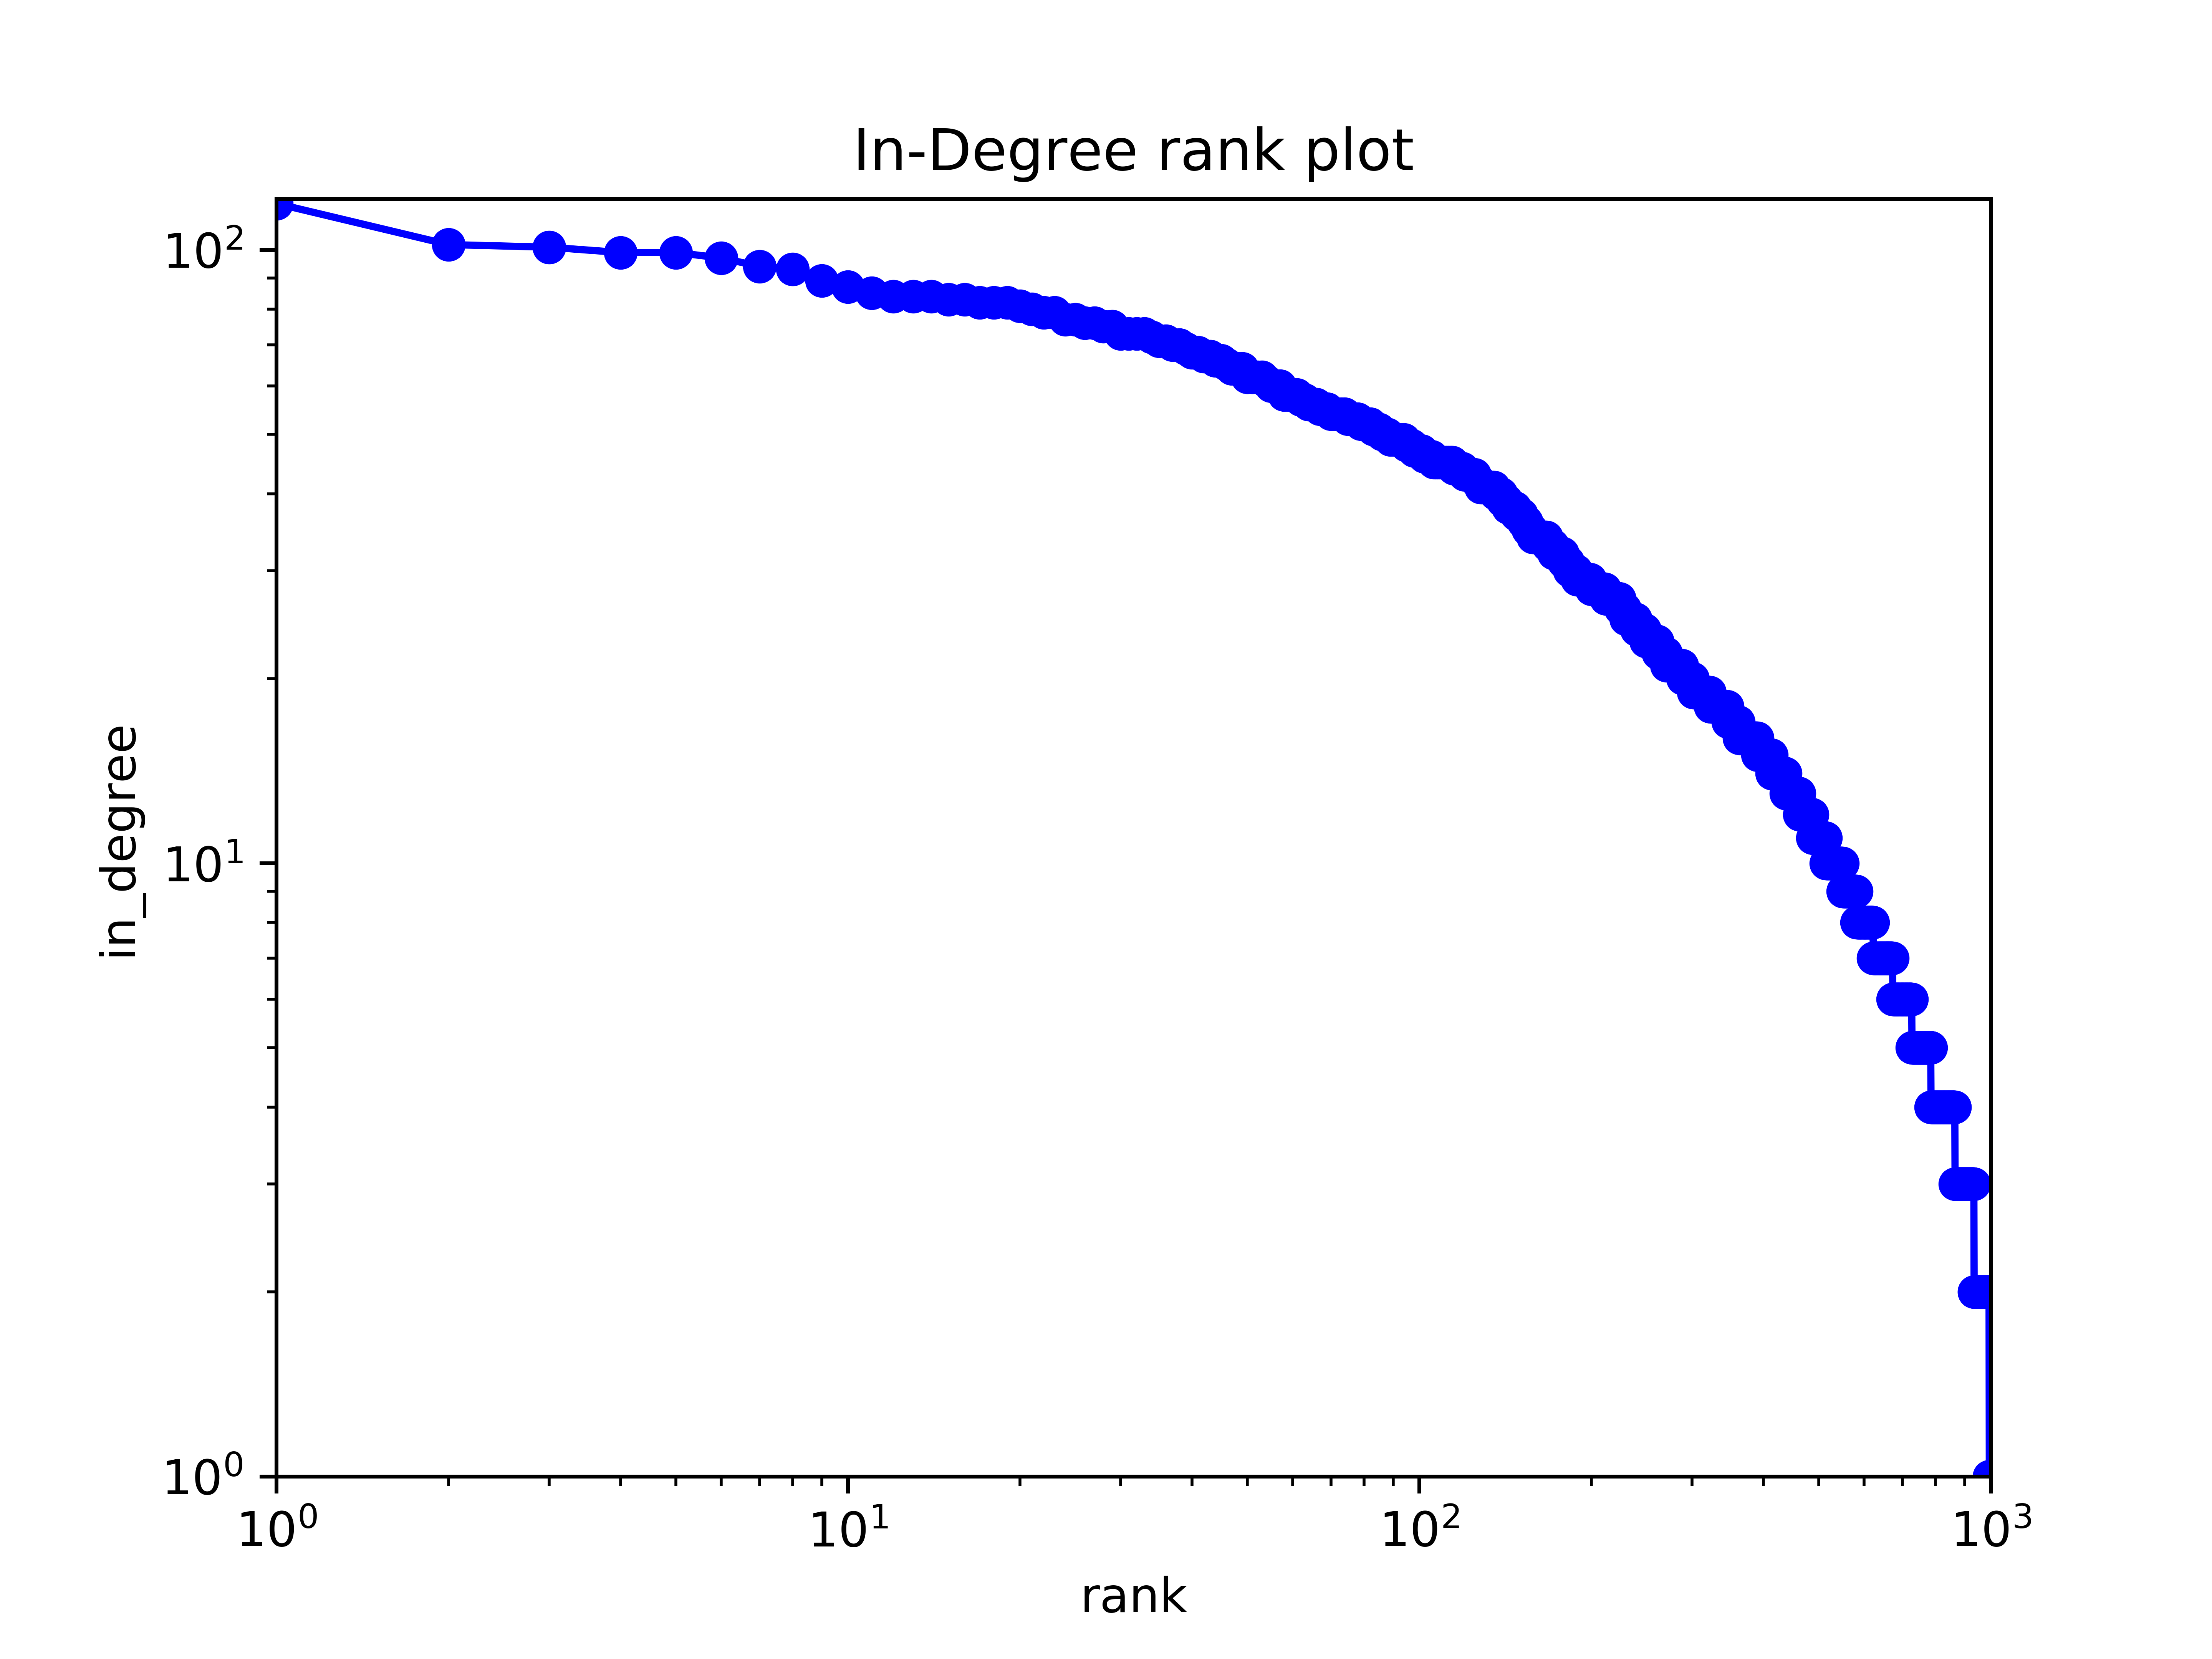 In-Degree rank plot
in_degree
10²
10¹
10⁰
10⁰ 10¹ 10² 10³
rank